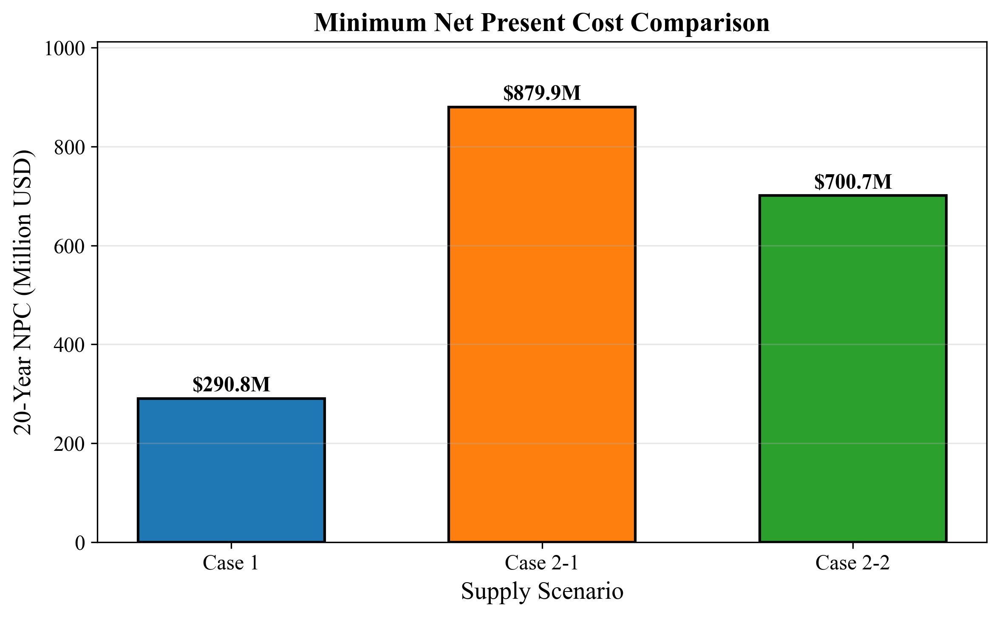 Minimum Net Present Cost Comparison
20-Year NPC (Million USD)
1000
800
600
400
200
0
$290.8M
$879.9M
$700.7M
Case 1
Case 2-1
Case 2-2
Supply Scenario